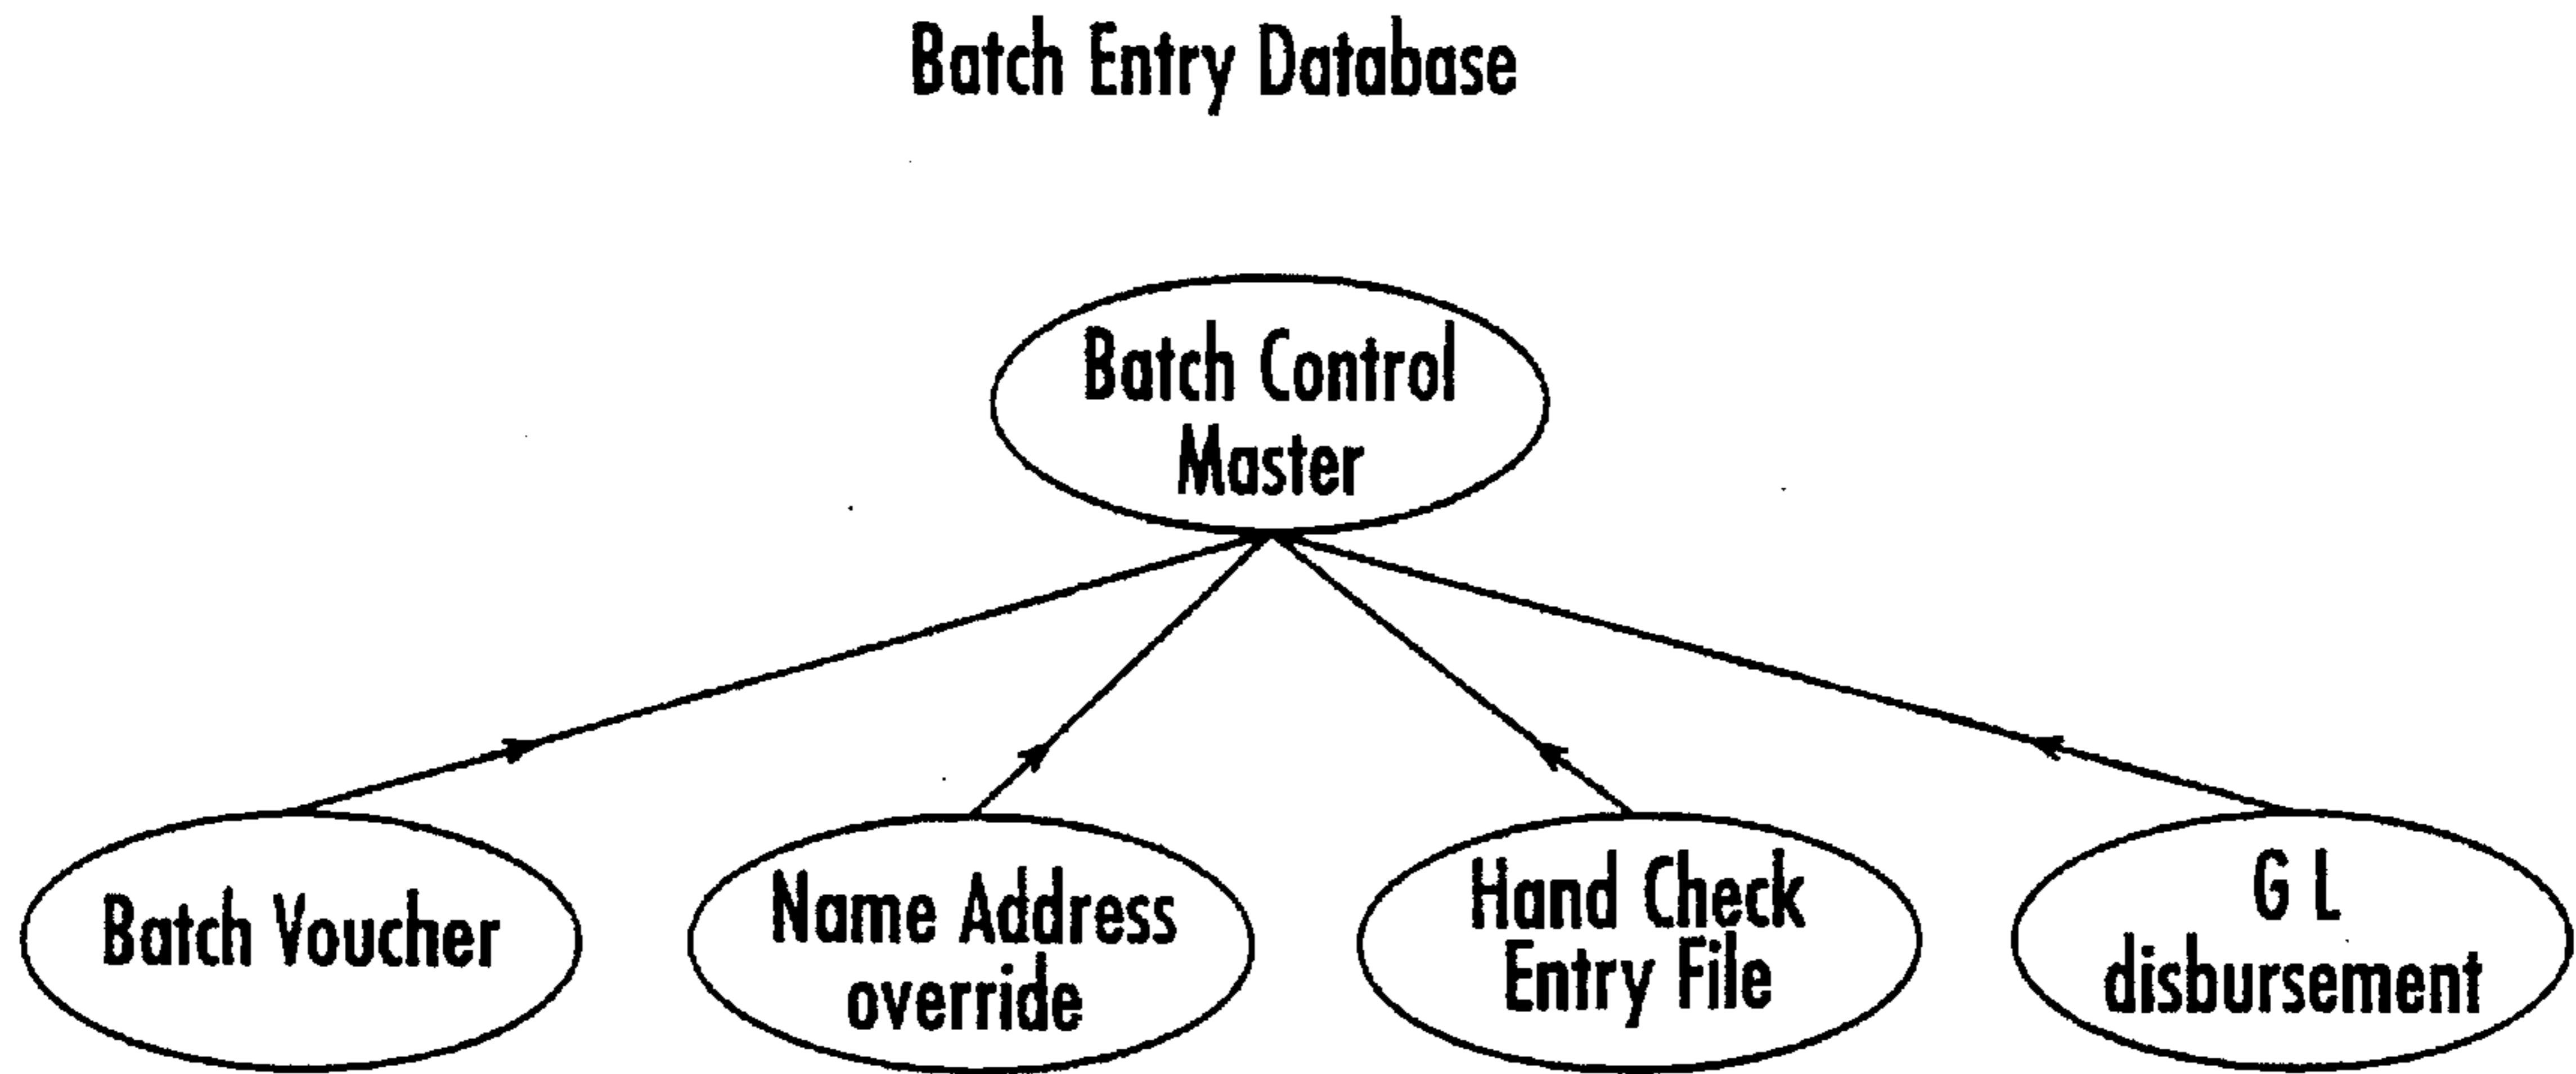 Batch Entry Database
Batch Control
Master
Batch Voucher
Name Address
override
Hand Check
Entry File
G L
disbursement